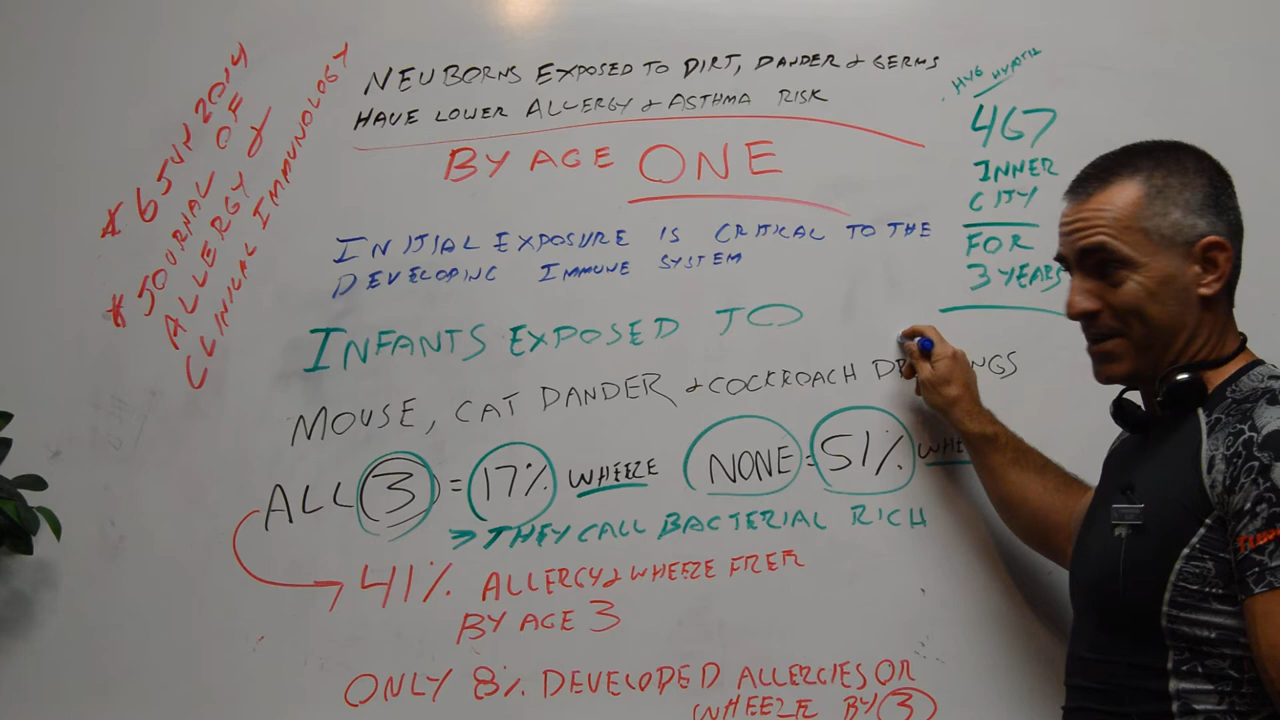 * 6 JUN 2014
* JOURNAL OF
ALLERGY &
CLINICAL IMMUNOLOGY
NEUBORNS EXPOSED TO DIRT, DANDER & GERMS
HAVE LOWER ALLERGY & ASTHMA RISK
BY AGE ONE
INITIAL EXPOSURE IS CRITICAL TO THE
DEVELOPING IMMUNE SYSTEM
HYG HYPOTH
467
INNER
CITY
FOR
3 YEARS
INFANTS EXPOSED TO
MOUSE, CAT DANDER & COCKROACH
ALL 3 = 17% WHEEZE NONE = 51%
> THEY CALL BACTERIAL RICH
41% ALLERGY & WHEEZE FREE
BY AGE 3
ONLY 8% DEVELOPED ALLERGIES OR
WHEEZE BY 3